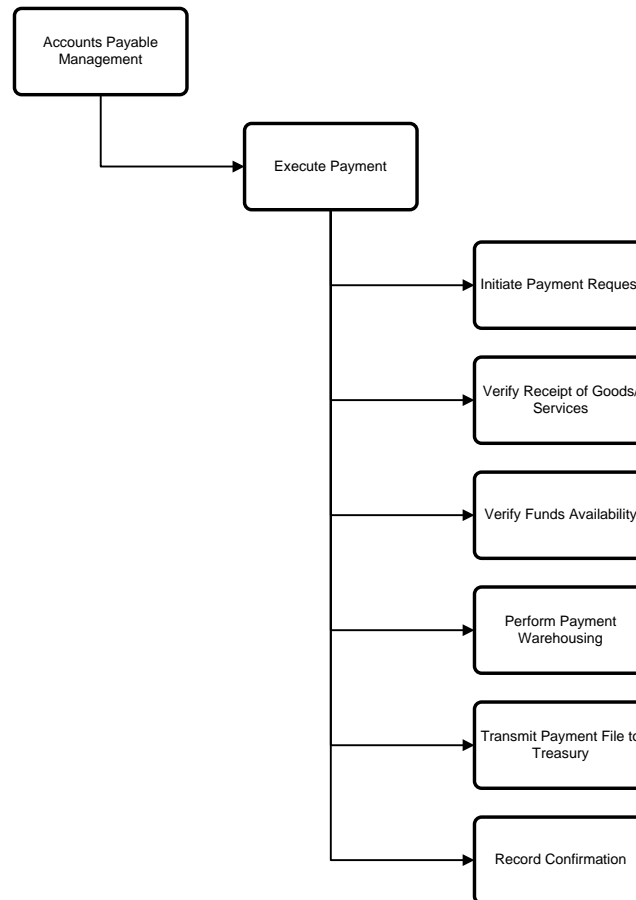 Accounts Payable
Management
Execute Payment
Initiate Payment Reques
Verify Receipt of Goods/
Services
Verify Funds Availability
Perform Payment
Warehousing
Transmit Payment File to
Treasury
Record Confirmation